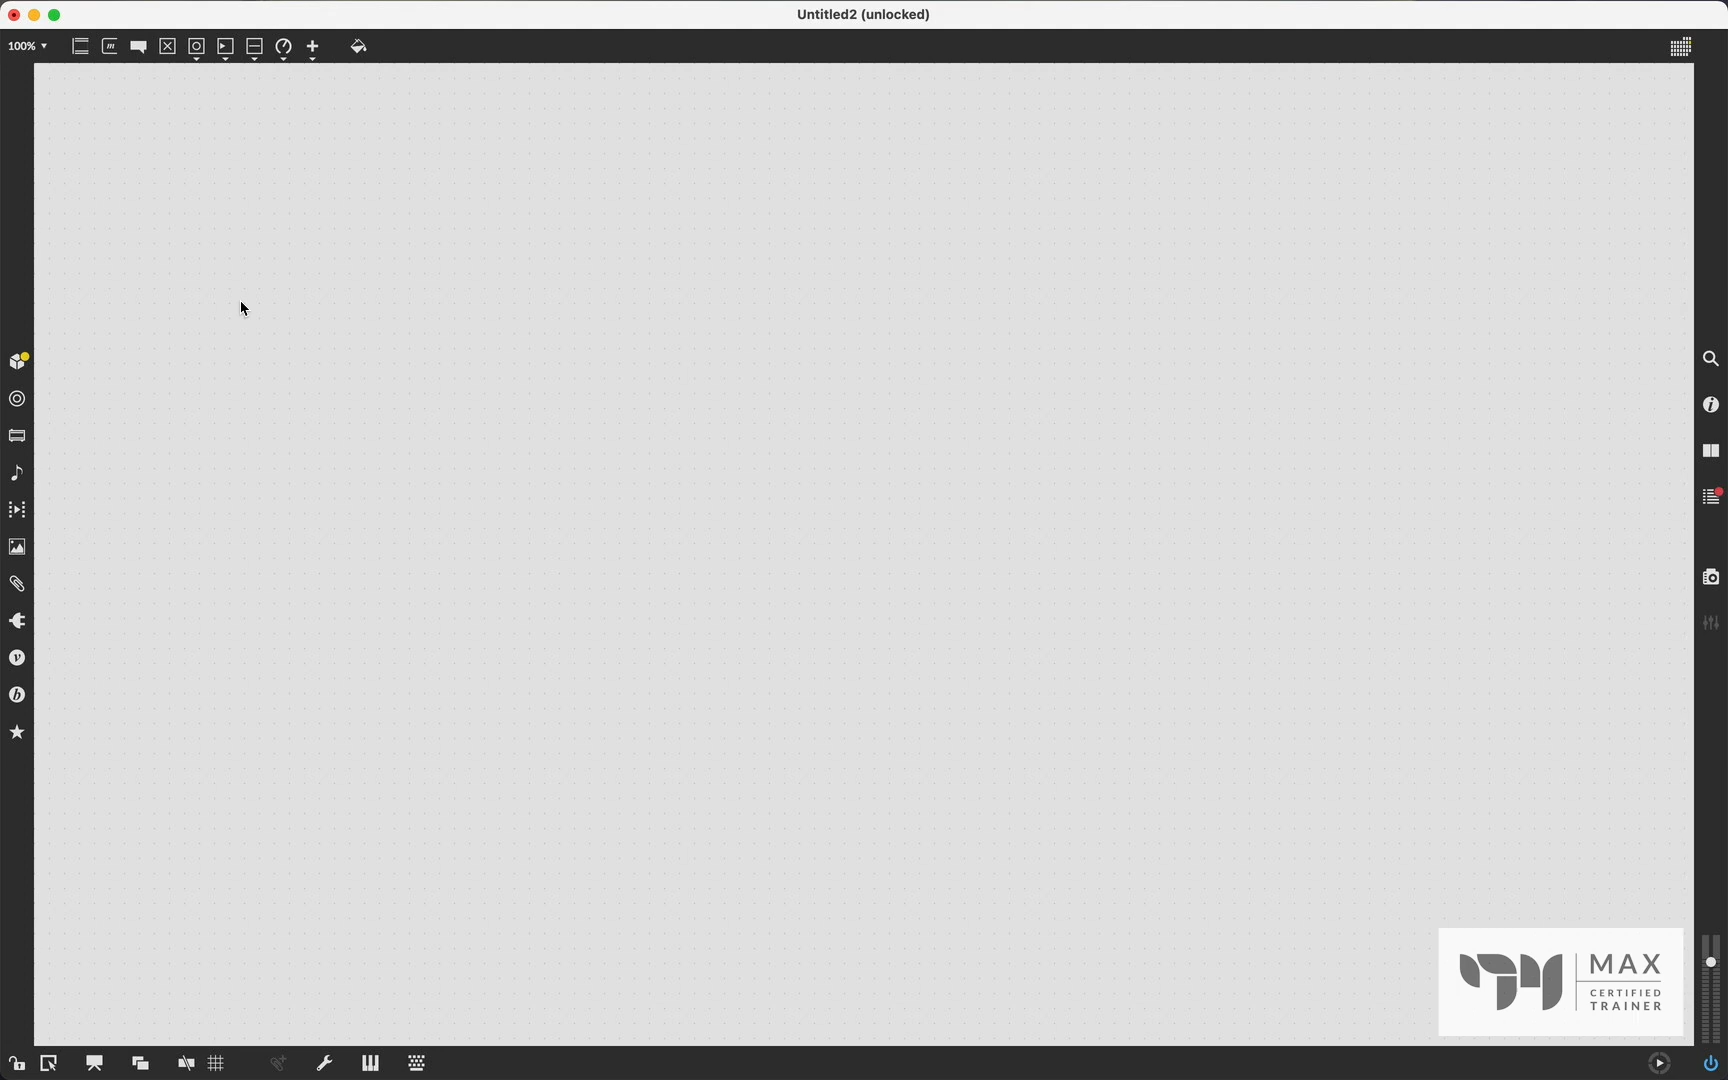 Untitled2 (unlocked)
100%
MAX
CERTIFIED
TRAINER